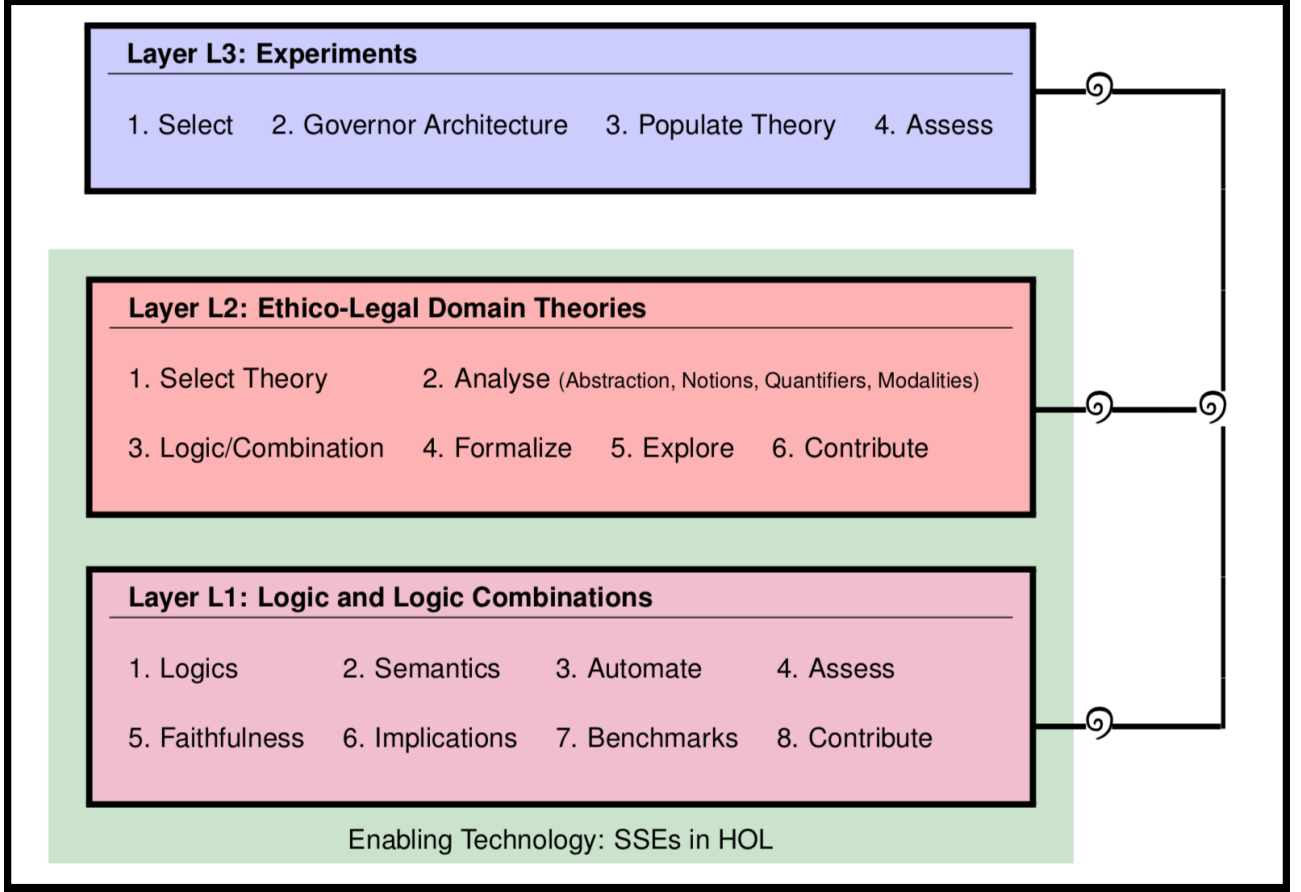 Layer L3: Experiments
1. Select 2. Governor Architecture 3. Populate Theory 4. Assess
Layer L2: Ethico-Legal Domain Theories
1. Select Theory 2. Analyse (Abstraction, Notions, Quantifiers, Modalities)
3. Logic/Combination 4. Formalize 5. Explore 6. Contribute
Layer L1: Logic and Logic Combinations
1. Logics 2. Semantics 3. Automate 4. Assess
5. Faithfulness 6. Implications 7. Benchmarks 8. Contribute
Enabling Technology: SSEs in HOL